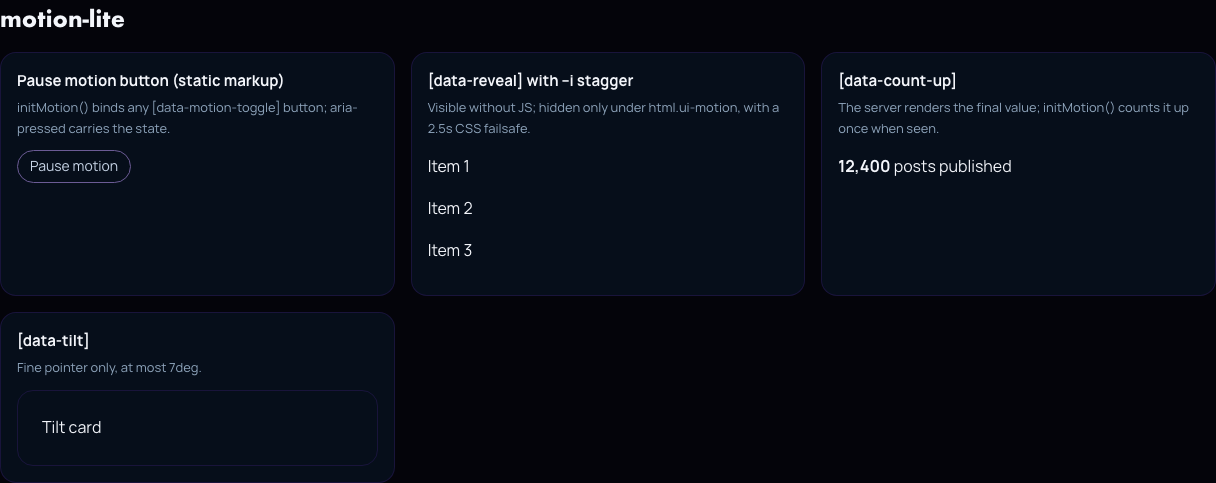 motion-lite
Pause motion button (static markup)
initMotion() binds any [data-motion-toggle] button; aria-
pressed carries the state.
Pause motion
[data-reveal] with –i stagger
Visible without JS; hidden only under html.ui-motion, with a
2.5s CSS failsafe.
Item 1
Item 2
Item 3
[data-count-up]
The server renders the final value; initMotion() counts it up
once when seen.
12,400 posts published
[data-tilt]
Fine pointer only, at most 7deg.
Tilt card